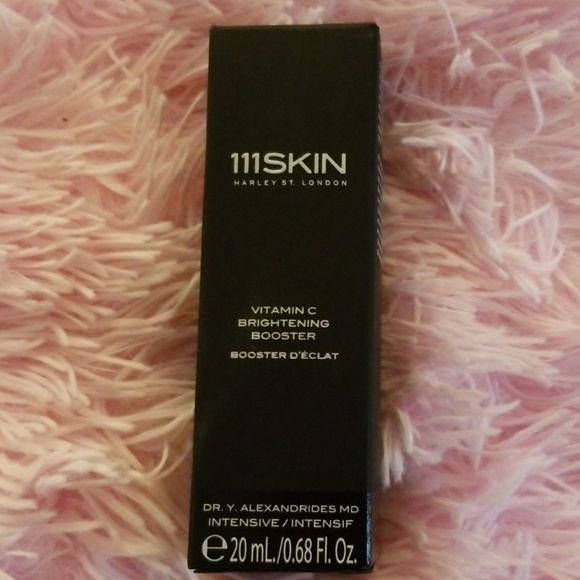 111SKIN
HARLEY ST. LONDON
VITAMIN C
BRIGHTENING
BOOSTER
BOOSTER D'ÉCLAT
DR. Y. ALEXANDRIDES MD
INTENSIVE / INTENSIF
℮20 mL./0.68 Fl. Oz.